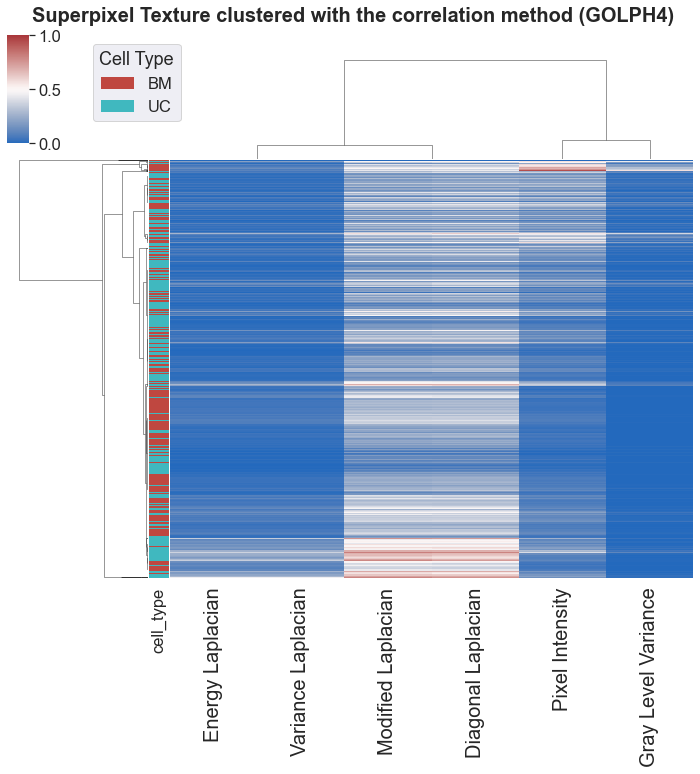 Superpixel Texture clustered with the correlation method (GOLPH4)
1.0
0.5
0.0
Cell Type
BM
UC
cell_type
Energy Laplacian
Variance Laplacian
Modified Laplacian
Diagonal Laplacian
Pixel Intensity
Gray Level Variance